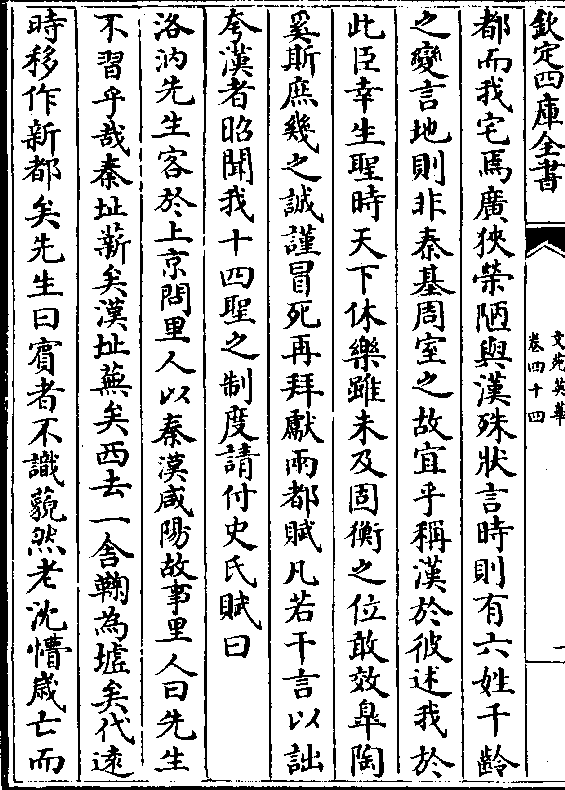 欽定四庫全書
文苑英華
卷四十四
一
都而我宅焉廣狹榮陋與漢殊狀言時則有六姓千齡
之變言地則非秦基周室之故宜乎稱漢於彼述我於
此臣幸生聖時天下休樂雖未及固衡之位敢效臯陶
奚斯庶幾之誠謹冒死再拜獻兩都賦凡若干言以詘
夸漢者昭聞我十四聖之制度請付史氏賦曰
洛汭先生客於上京問里人以秦漢咸陽故事里人曰先生
不習乎哉秦址薪矣漢址蕪矣西去一舍鞠為墟矣代遠
時移作新都矣先生曰賓者不識藐然老沈懵歲亡而